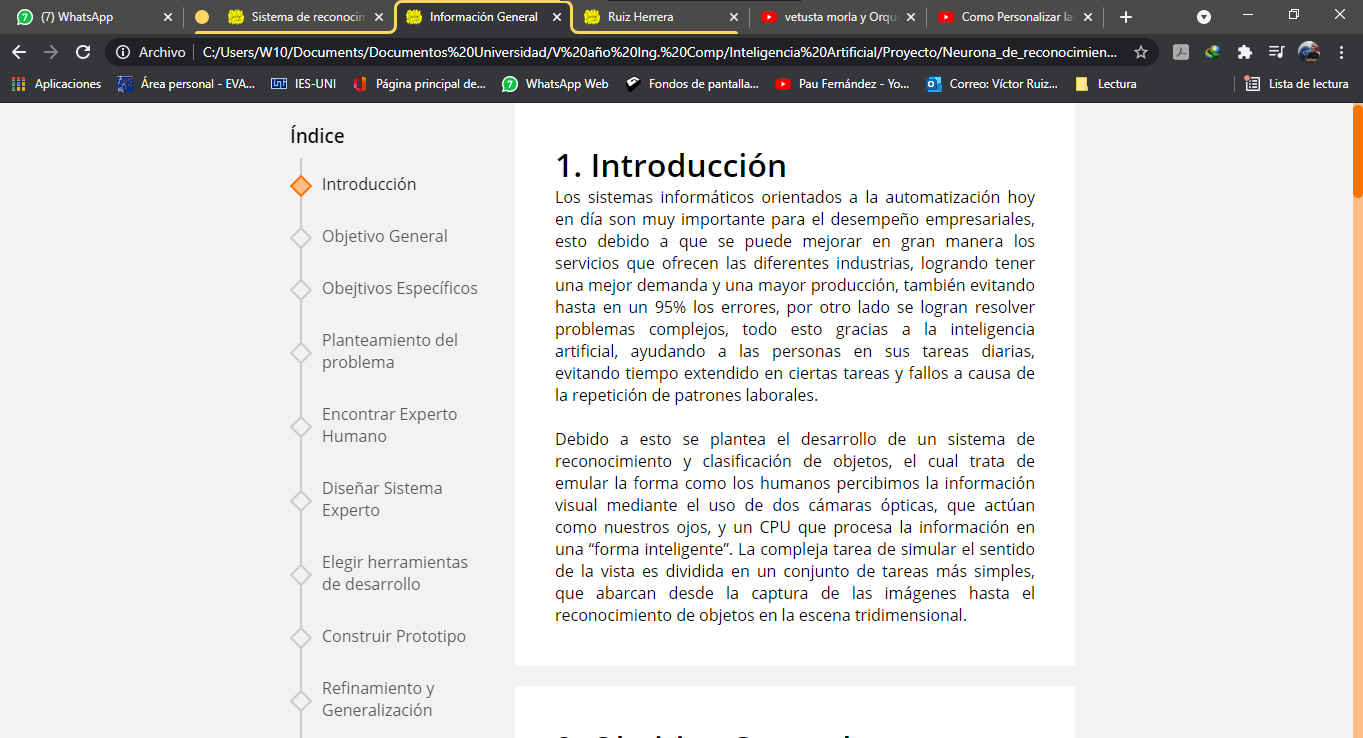 (7) WhatsApp
Sistema de reconocim
Información General
Ruiz Herrera
vetusta morla y Orqu
Como Personalizar la
Archivo
C:/Users/W10/Documents/Documentos%20Universidad/V%20año%20Ing.%20Comp/Inteligencia%20Artificial/Proyecto/Neurona_de_reconocimien...
Aplicaciones
Área personal - EVA...
IES-UNI
Página principal de...
WhatsApp Web
Fondos de pantalla...
Pau Fernández - Yo...
Correo: Víctor Ruiz...
Lectura
Lista de lectura
Índice
Introducción
Objetivo General
Obejtivos Específicos
Planteamiento del
problema
Encontrar Experto
Humano
Diseñar Sistema
Experto
Elegir herramientas
de desarrollo
Construir Prototipo
Refinamiento y
Generalización
1. Introducción
Los sistemas informáticos orientados a la automatización hoy
en día son muy importante para el desempeño empresariales,
esto debido a que se puede mejorar en gran manera los
servicios que ofrecen las diferentes industrias, logrando tener
una mejor demanda y una mayor producción, también evitando
hasta en un 95% los errores, por otro lado se logran resolver
problemas complejos, todo esto gracias a la inteligencia
artificial, ayudando a las personas en sus tareas diarias,
evitando tiempo extendido en ciertas tareas y fallos a causa de
la repetición de patrones laborales.
Debido a esto se plantea el desarrollo de un sistema de
reconocimiento y clasificación de objetos, el cual trata de
emular la forma como los humanos percibimos la información
visual mediante el uso de dos cámaras ópticas, que actúan
como nuestros ojos, y un CPU que procesa la información en
una “forma inteligente”. La compleja tarea de simular el sentido
de la vista es dividida en un conjunto de tareas más simples,
que abarcan desde la captura de las imágenes hasta el
reconocimiento de objetos en la escena tridimensional.